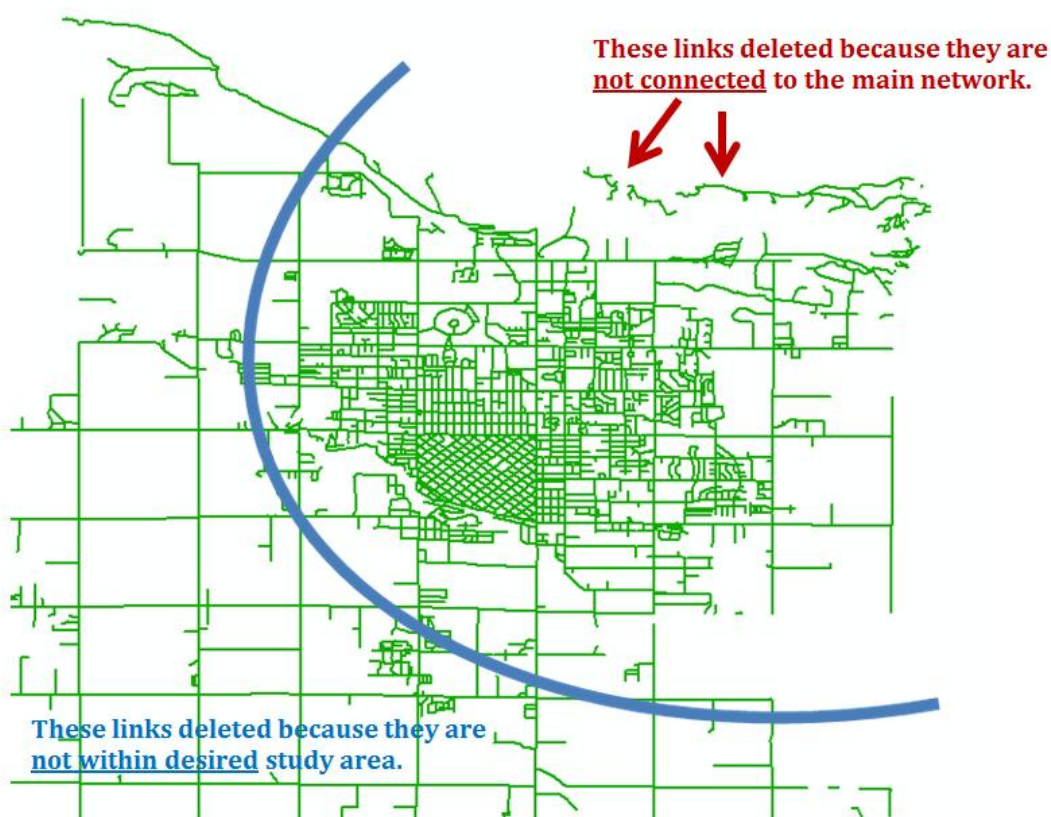 These links deleted because they are
not connected to the main network.
These links deleted because they are
not within desired study area.